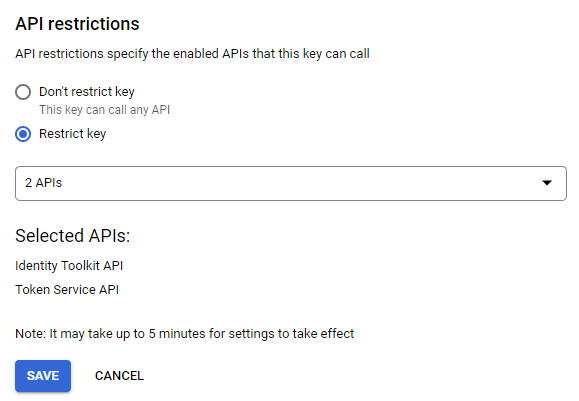 API restrictions
API restrictions specify the enabled APIs that this key can call
Don't restrict key
This key can call any API
Restrict key
2 APIs
Selected APIs:
Identity Toolkit API
Token Service API
Note: It may take up to 5 minutes for settings to take effect
SAVE CANCEL